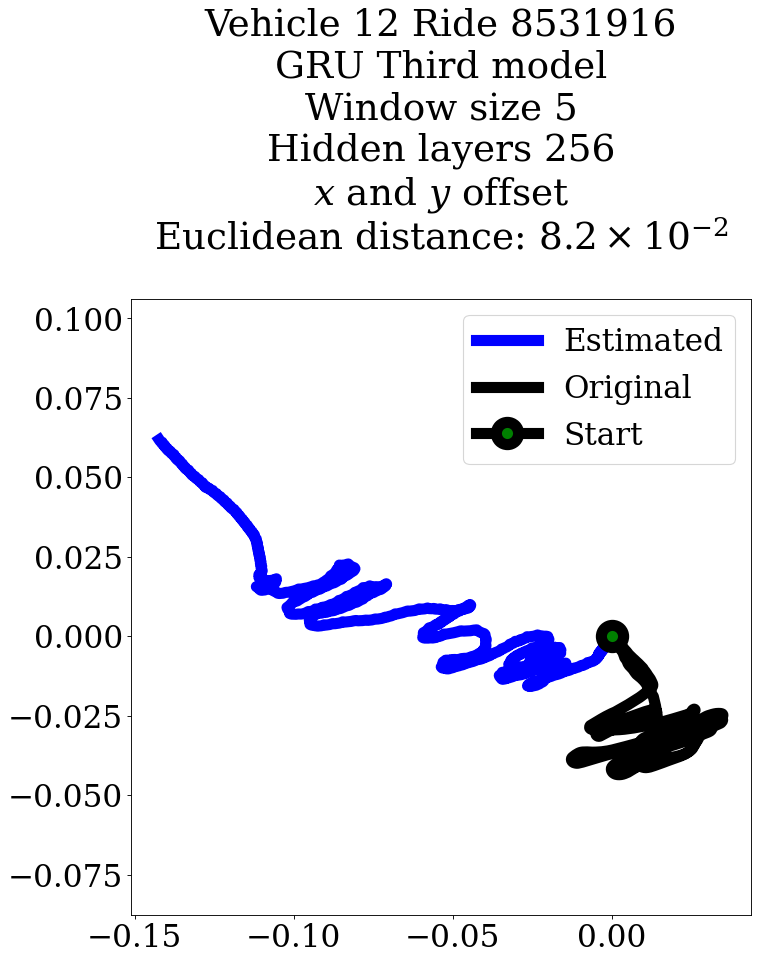 Vehicle 12 Ride 8531916
GRU Third model
Window size 5
Hidden layers 256
x and y offset
Euclidean distance: 8.2 × 10⁻²
Estimated
Original
Start
0.100
0.075
0.050
0.025
0.000
−0.025
−0.050
−0.075
−0.15 −0.10 −0.05 0.00